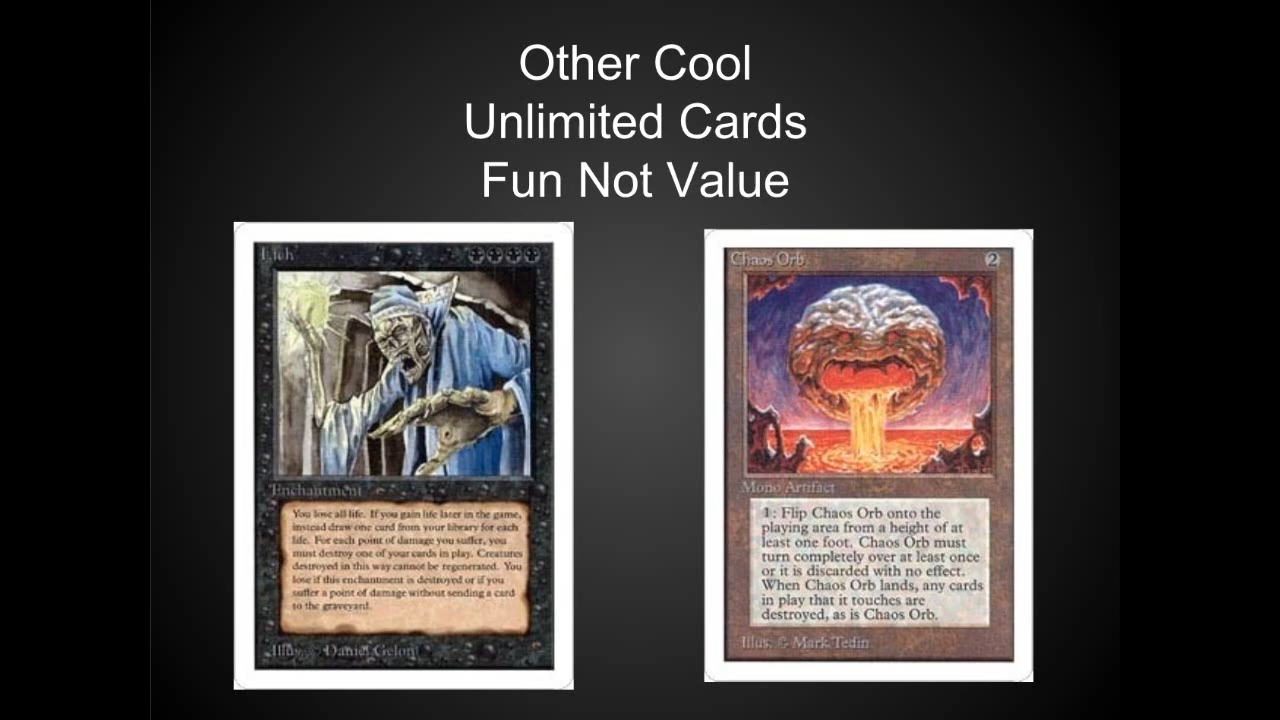 Other Cool
Unlimited Cards
Fun Not Value
Lich
Enchantment
You lose all life. If you gain life later in the game,
instead draw one card from your library for each
life. For each point of damage you suffer, you
must destroy one of your cards in play. Creatures
destroyed in this way cannot be regenerated. You
lose if this enchantment is destroyed or if you
suffer a point of damage without sending a card
to the graveyard.
Illus. © Daniel Gelon
Chaos Orb 2
Mono Artifact
1: Flip Chaos Orb onto the
playing area from a height of at
least one foot. Chaos Orb must
turn completely over at least once
or it is discarded with no effect.
When Chaos Orb lands, any cards
in play that it touches are
destroyed, as is Chaos Orb.
Illus. © Mark Tedin